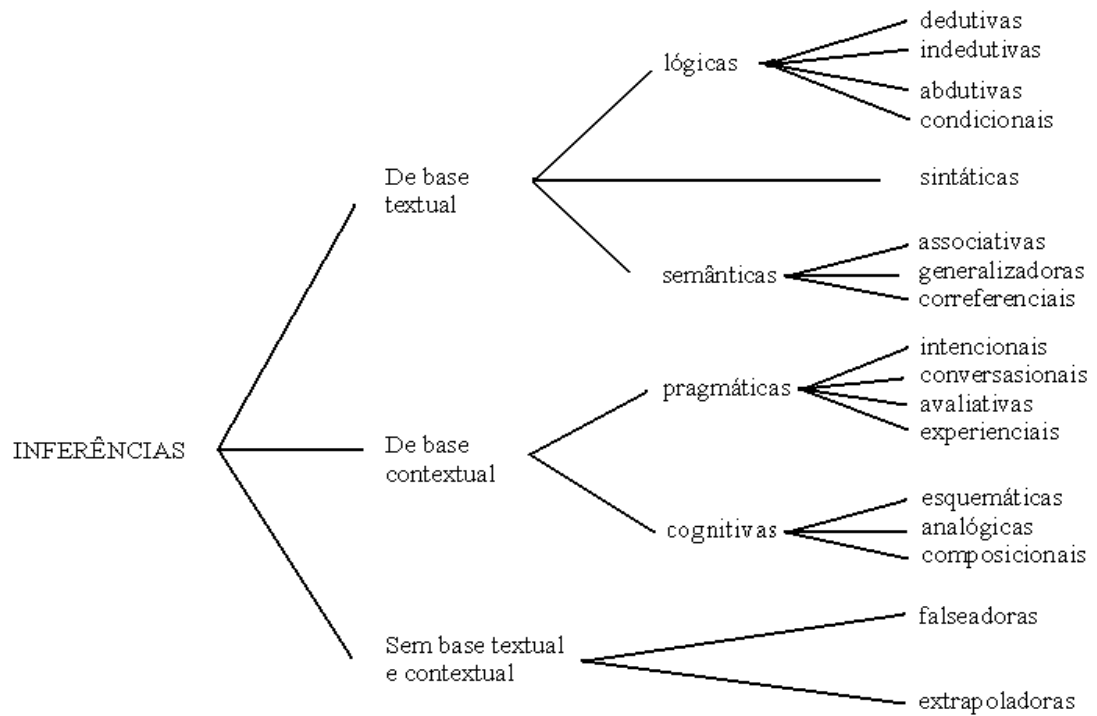 dedutivas
lógicas
indedutivas
abdutivas
condicionais
De base
textual
sintáticas
associativas
semânticas
generalizadoras
correferenciais
intencionais
pragmáticas
conversasionais
avaliativas
experienciais
INFERÊNCIAS
De base
contextual
esquemáticas
cognitivas
analógicas
composicionais
falseadoras
Sem base textual
e contextual
extrapoladoras